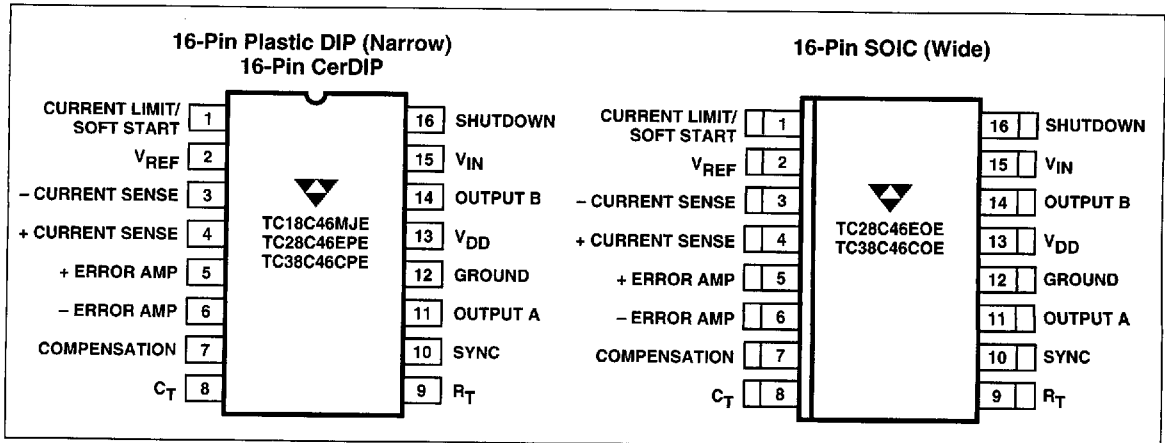 16-Pin Plastic DIP (Narrow)
16-Pin CerDIP
CURRENT LIMIT/
SOFT START 1
VREF 2
– CURRENT SENSE 3
+ CURRENT SENSE 4
+ ERROR AMP 5
– ERROR AMP 6
COMPENSATION 7
CT 8
TC18C46MJE
TC28C46EPE
TC38C46CPE
16 SHUTDOWN
15 VIN
14 OUTPUT B
13 VDD
12 GROUND
11 OUTPUT A
10 SYNC
9 RT
16-Pin SOIC (Wide)
CURRENT LIMIT/
SOFT START 1
VREF 2
– CURRENT SENSE 3
+ CURRENT SENSE 4
+ ERROR AMP 5
– ERROR AMP 6
COMPENSATION 7
CT 8
TC28C46EOE
TC38C46COE
16 SHUTDOWN
15 VIN
14 OUTPUT B
13 VDD
12 GROUND
11 OUTPUT A
10 SYNC
9 RT